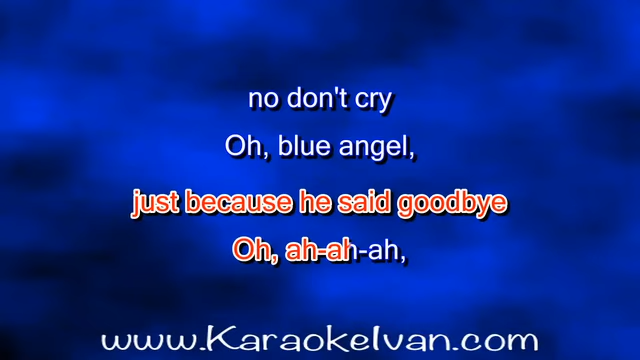 no don't cry
Oh, blue angel,
just because he said goodbye
Oh, ah-ah-ah,
www.KaraokeIvan.com